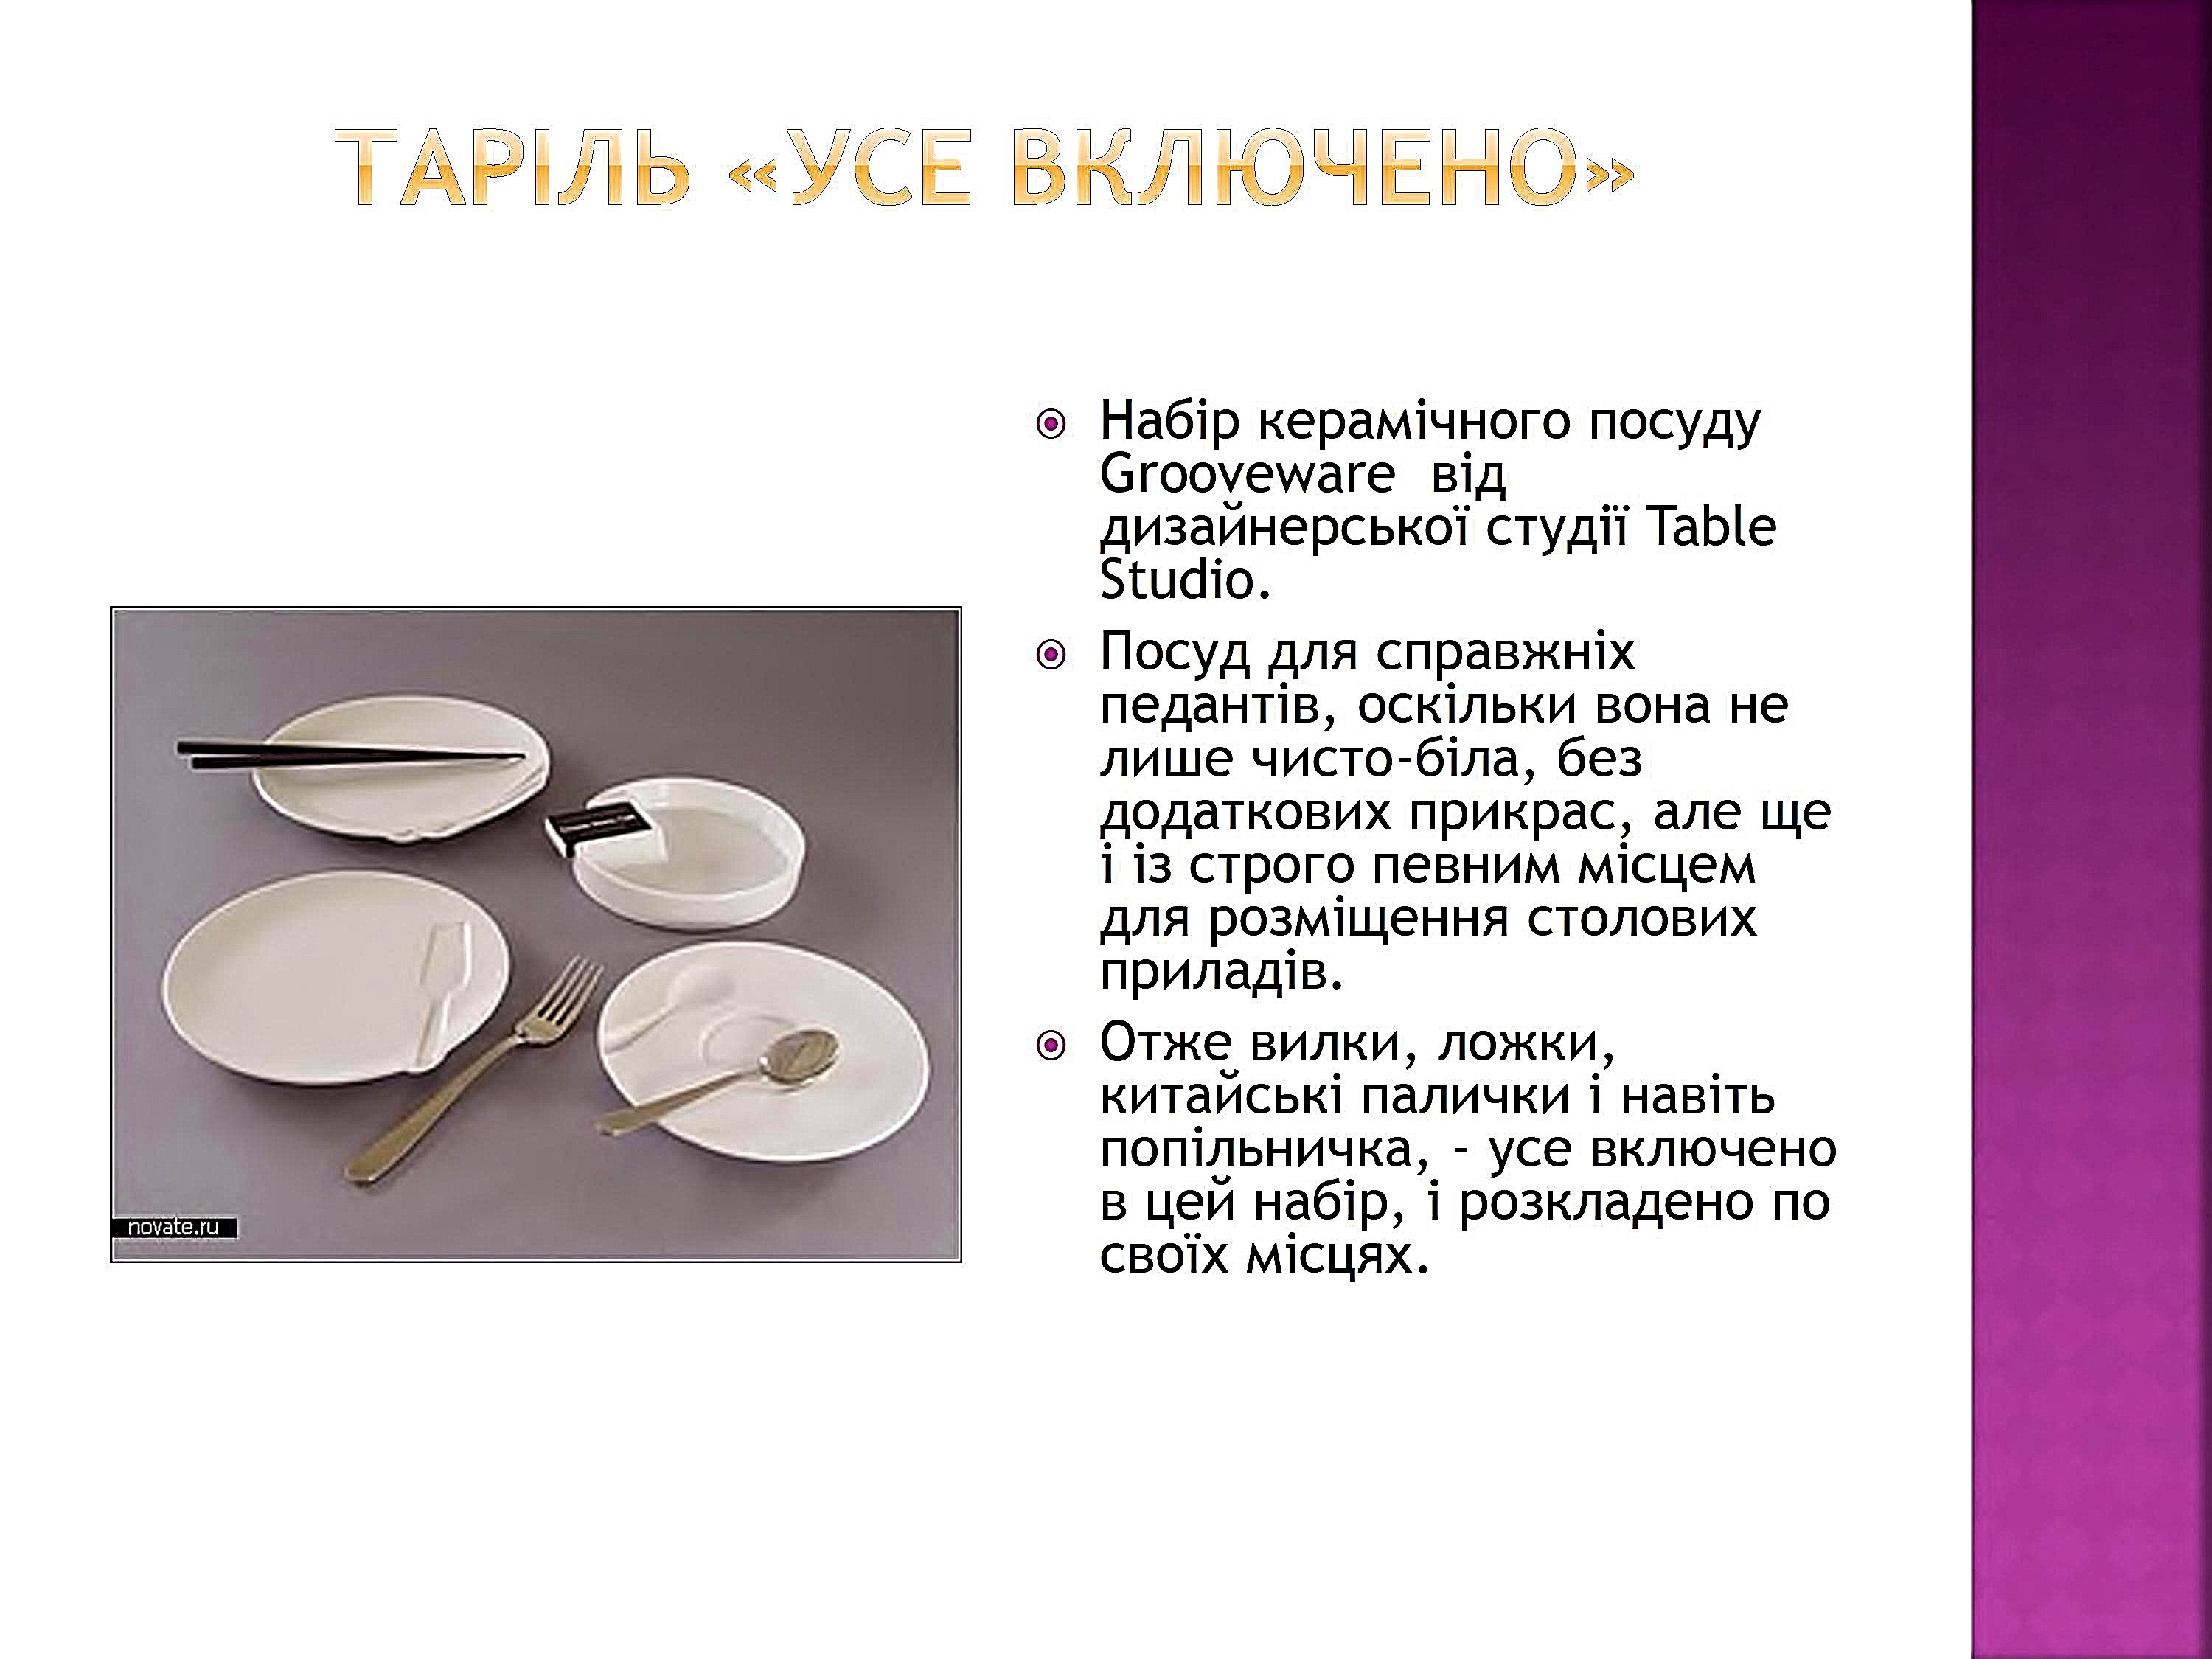 ТАРІЛЬ «УСЕ ВКЛЮЧЕНО»
Набір керамічного посуду
Grooveware від
дизайнерської студії Table
Studio.
Посуд для справжніх
педантів, оскільки вона не
лише чисто-біла, без
додаткових прикрас, але ще
і із строго певним місцем
для розміщення столових
приладів.
Отже вилки, ложки,
китайські палички і навіть
попільничка, - усе включено
в цей набір, і розкладено по
своїх місцях.
novate.ru